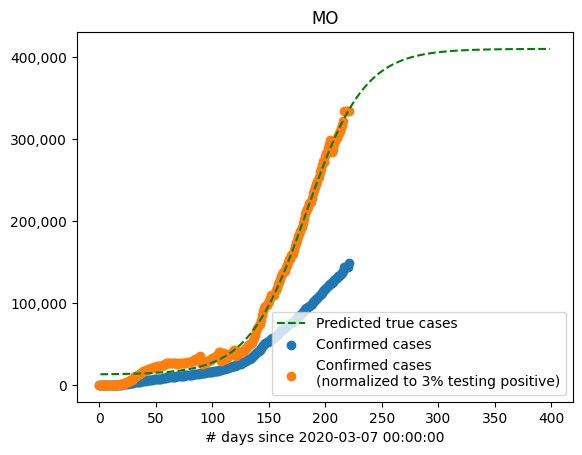 MO
400,000
300,000
200,000
100,000
0
Predicted true cases
Confirmed cases
Confirmed cases
(normalized to 3% testing positive)
0 50 100 150 200 250 300 350 400
# days since 2020-03-07 00:00:00